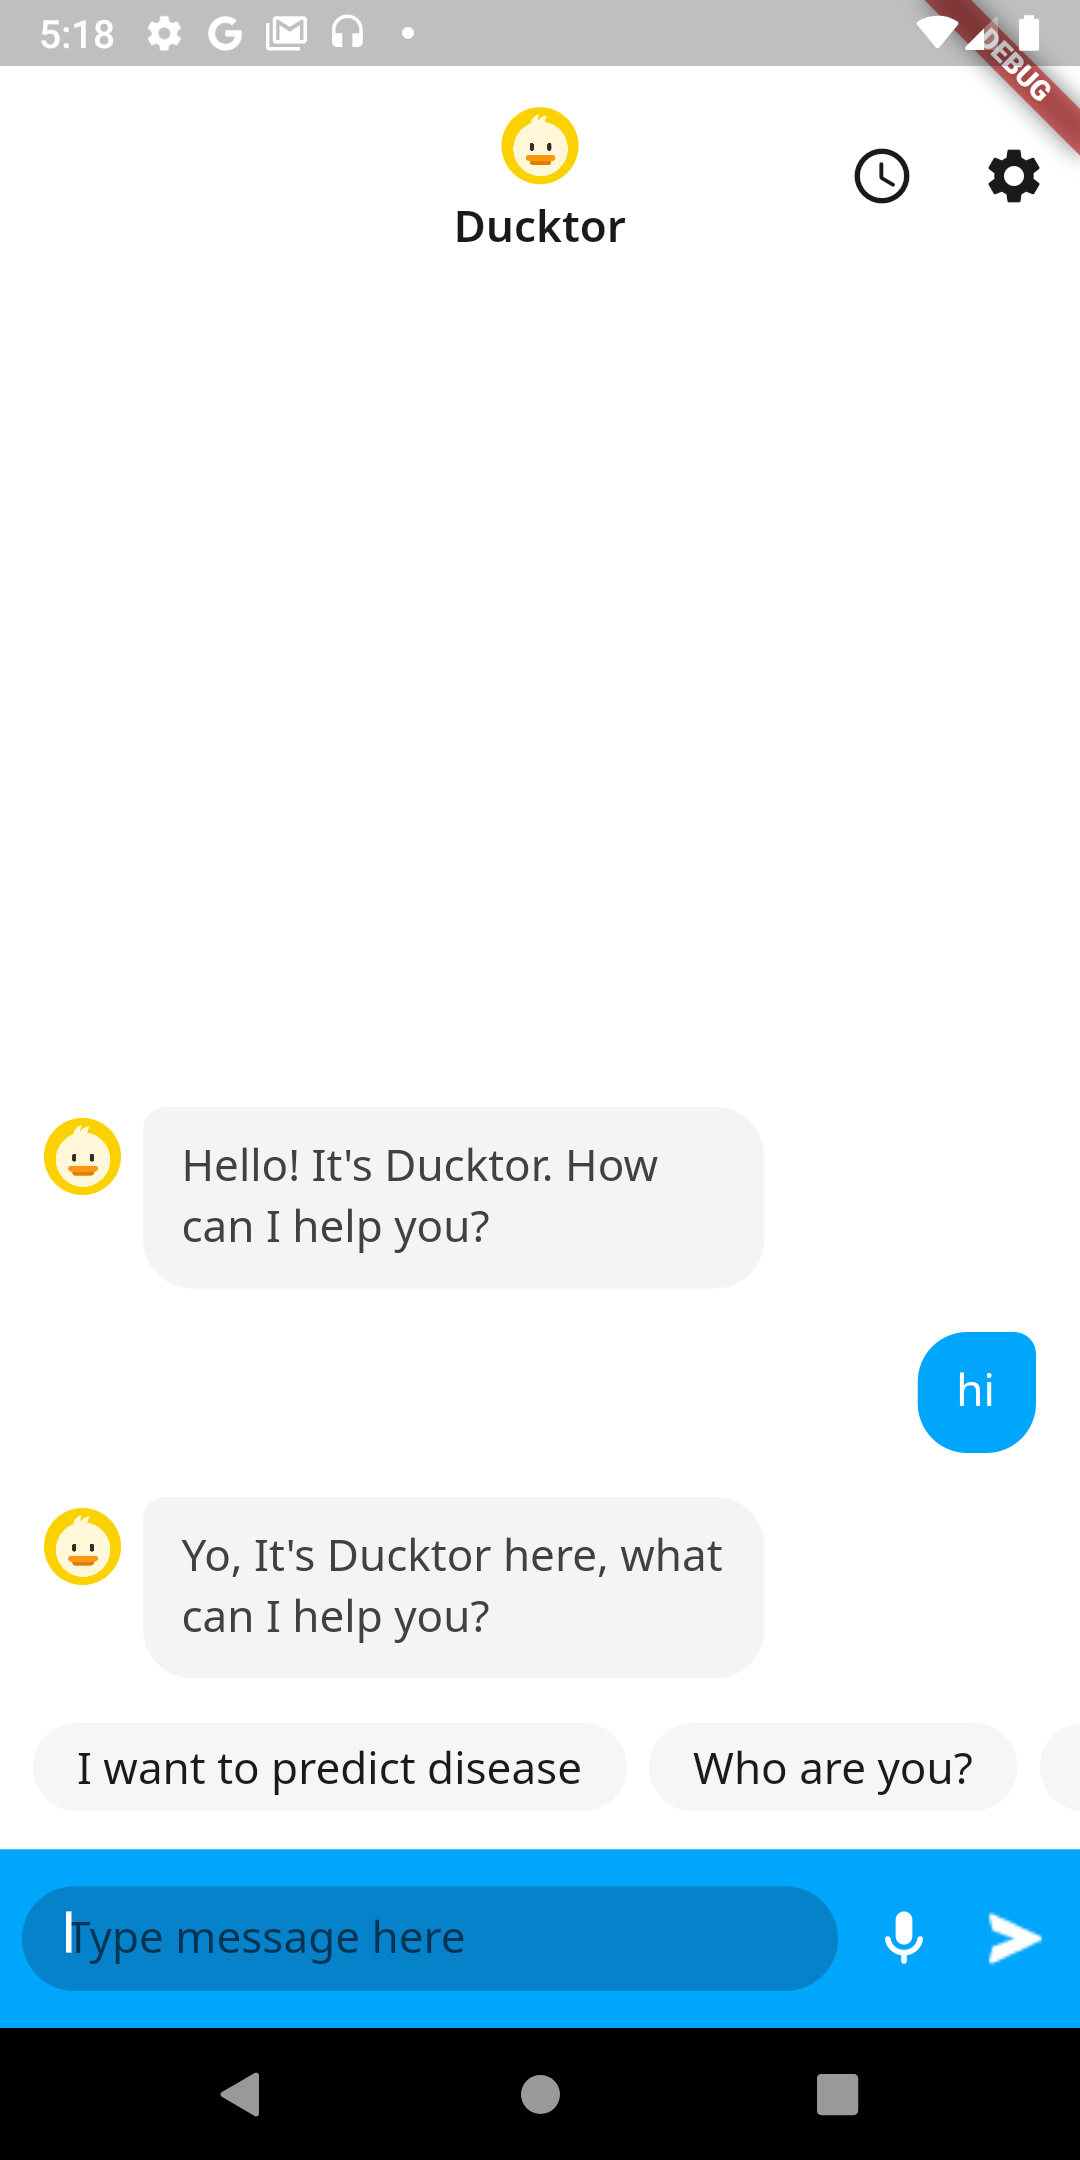 5:18
DEBUG
Ducktor
Hello! It's Ducktor. How
can I help you?
hi
Yo, It's Ducktor here, what
can I help you?
I want to predict disease
Who are you?
Type message here